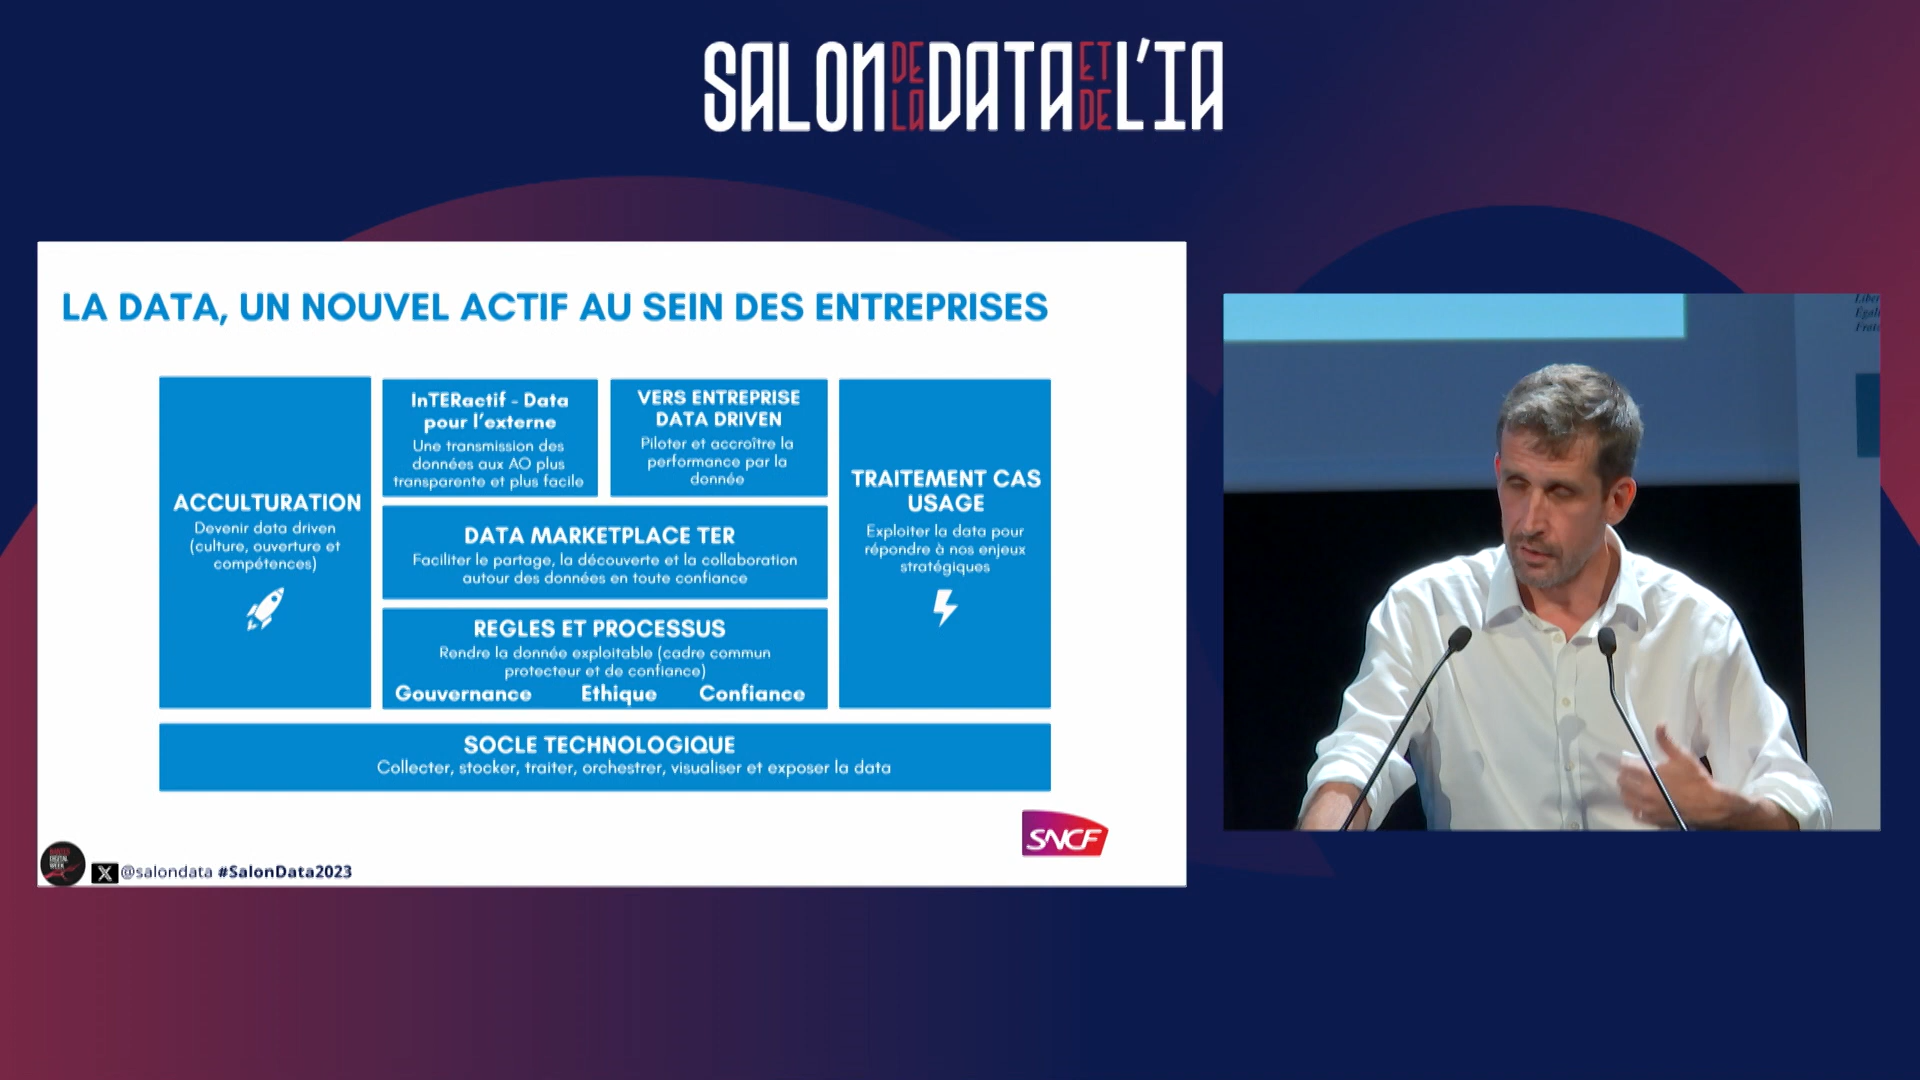 SALON DE LA DATA ET DE L'IA
LA DATA, UN NOUVEL ACTIF AU SEIN DES ENTREPRISES
ACCULTURATION
Devenir data driven
(culture, ouverture et
compétences)
InTERactif - Data
pour l'externe
Une transmission des
données aux AO plus
transparente et plus facile
VERS ENTREPRISE
DATA DRIVEN
Piloter et accroître la
performance par la
donnée
DATA MARKETPLACE TER
Faciliter le partage, la découverte et la collaboration
autour des données en toute confiance
REGLES ET PROCESSUS
Rendre la donnée exploitable (cadre commun
protecteur et de confiance)
Gouvernance Ethique Confiance
TRAITEMENT CAS
USAGE
Exploiter la data pour
répondre à nos enjeux
stratégiques
SOCLE TECHNOLOGIQUE
Collecter, stocker, traiter, orchestrer, visualiser et exposer la data
SNCF
DIGITAL
WEEK
@salondata #SalonData2023